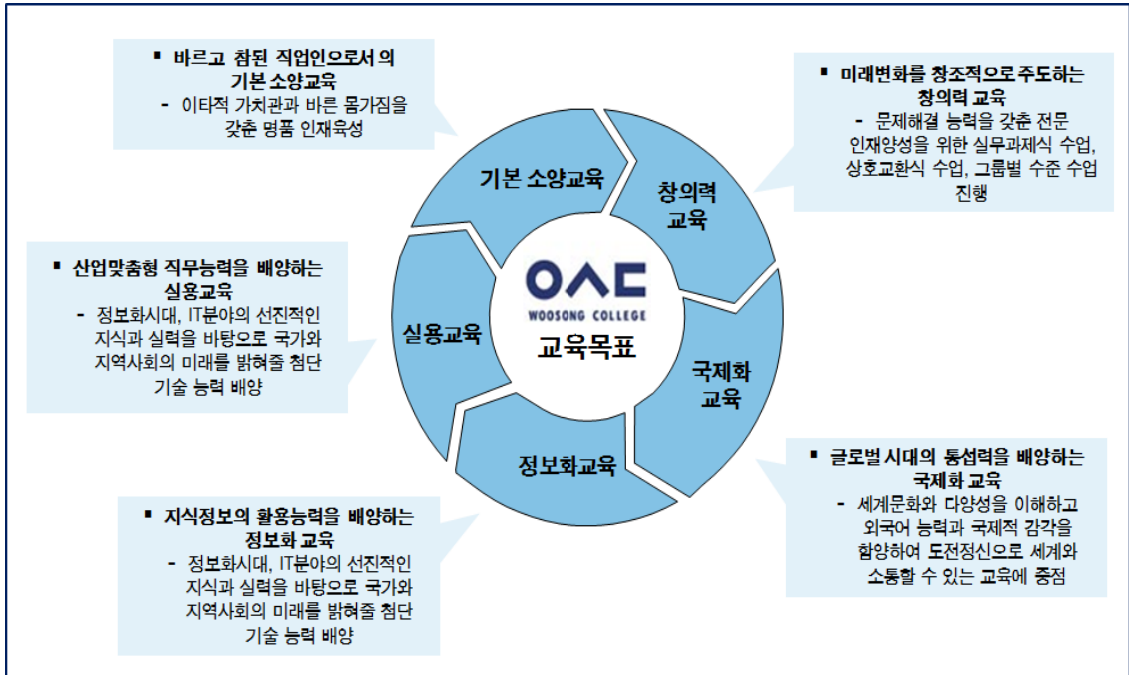 ▪ 바르고 참된 직업인으로서의
기본 소양교육
- 이타적 가치관과 바른 몸가짐을
갖춘 명품 인재육성
▪ 미래변화를 창조적으로 주도하는
창의력 교육
- 문제해결 능력을 갖춘 전문
인재양성을 위한 실무과제식 수업,
상호교환식 수업, 그룹별 수준 수업
진행
기본 소양교육
창의력
교육
▪ 산업맞춤형 직무능력을 배양하는
실용교육
- 정보화시대, IT분야의 선진적인
지식과 실력을 바탕으로 국가와
지역사회의 미래를 밝혀줄 첨단
기술 능력 배양
실용교육
WOOSONG COLLEGE
교육목표
국제화
교육
정보화교육
▪ 글로벌 시대의 통섭력을 배양하는
국제화 교육
- 세계문화와 다양성을 이해하고
외국어 능력과 국제적 감각을
함양하여 도전정신으로 세계와
소통할 수 있는 교육에 중점
▪ 지식정보의 활용능력을 배양하는
정보화 교육
- 정보화시대, IT분야의 선진적인
지식과 실력을 바탕으로 국가와
지역사회의 미래를 밝혀줄 첨단
기술 능력 배양